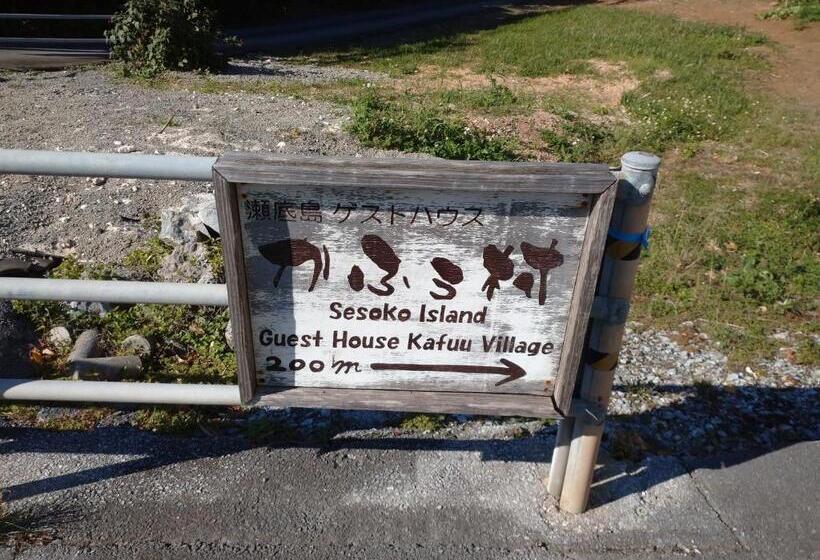 瀬底島 ゲストハウス
かふう村
Sesoko Island
Guest House Kafuu Village
200m